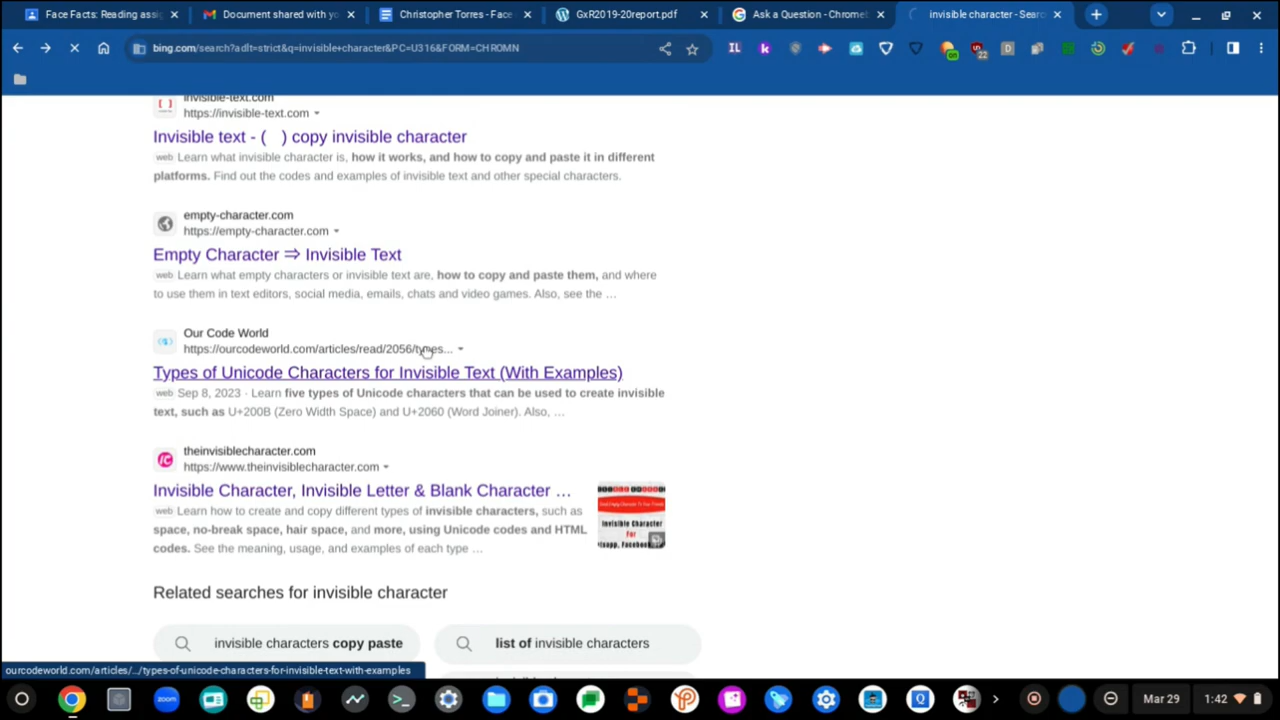 Face Facts: Reading assig
Document shared with yo
Christopher Torres - Face
GxR2019-20report.pdf
Ask a Question - Chrome
invisible character - Searc
bing.com/search?adlt=strict&q=invisible+character&PC=U316&FORM=CHROMN
invisible-text.com
https://invisible-text.com
Invisible text - ( ) copy invisible character
web Learn what invisible character is, how it works, and how to copy and paste it in different
platforms. Find out the codes and examples of invisible text and other special characters.
empty-character.com
https://empty-character.com
Empty Character ⇒ Invisible Text
web Learn what empty characters or invisible text are, how to copy and paste them, and where
to use them in text editors, social media, emails, chats and video games. Also, see the ...
Our Code World
https://ourcodeworld.com/articles/read/2056/types...
Types of Unicode Characters for Invisible Text (With Examples)
web Sep 8, 2023 · Learn five types of Unicode characters that can be used to create invisible
text, such as U+200B (Zero Width Space) and U+2060 (Word Joiner). Also, ...
theinvisiblecharacter.com
https://www.theinvisiblecharacter.com
Invisible Character, Invisible Letter & Blank Character ...
web Learn how to create and copy different types of invisible characters, such as
space, no-break space, hair space, and more, using Unicode codes and HTML
codes. See the meaning, usage, and examples of each type ...
Invisible Character
For
Related searches for invisible character
invisible characters copy paste
list of invisible characters
ourcodeworld.com/articles/.../types-of-unicode-characters-for-invisible-text-with-examples
zoom
Mar 29
1:42